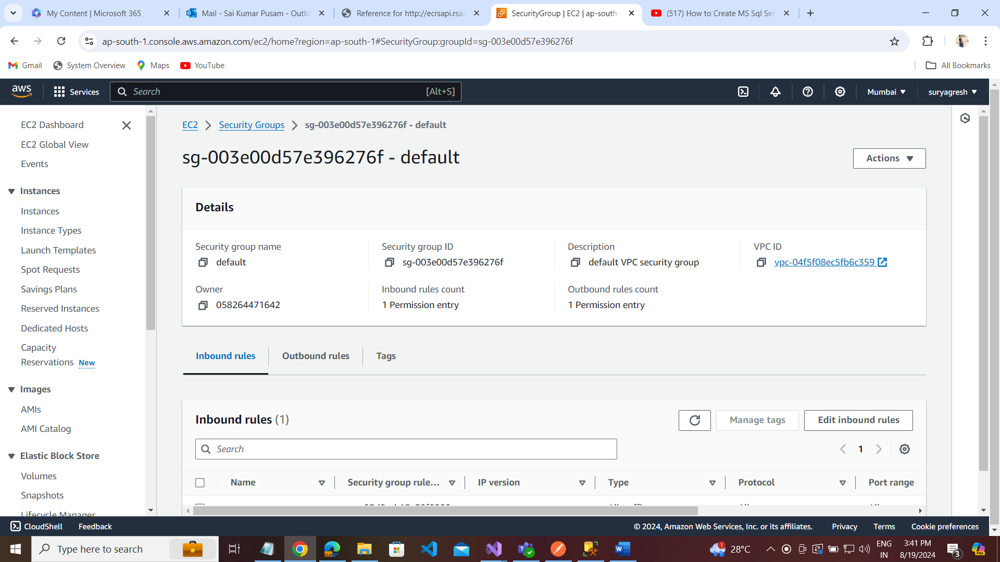 My Content | Microsoft 365
Mail - Sai Kumar Pusam - Outlo
Reference for http://ecrsapi.rsaa
SecurityGroup | EC2 | ap-south-
(517) How to Create MS Sql Ser
ap-south-1.console.aws.amazon.com/ec2/home?region=ap-south-1#SecurityGroup:groupId=sg-003e00d57e396276f
Gmail
System Overview
Maps
YouTube
All Bookmarks
aws
Services
Search
[Alt+S]
Mumbai
suryagresh
EC2 Dashboard
EC2 Global View
Events
Instances
Instances
Instance Types
Launch Templates
Spot Requests
Savings Plans
Reserved Instances
Dedicated Hosts
Capacity
Reservations New
Images
AMIs
AMI Catalog
Elastic Block Store
Volumes
Snapshots
Lifecycle Manager
EC2
Security Groups
sg-003e00d57e396276f - default
sg-003e00d57e396276f - default
Actions
Details
Security group name
default
Security group ID
sg-003e00d57e396276f
Description
default VPC security group
VPC ID
vpc-04f5f08ec5fb6c359
Owner
058264471642
Inbound rules count
1 Permission entry
Outbound rules count
1 Permission entry
Inbound rules
Outbound rules
Tags
Inbound rules (1)
Manage tags
Edit inbound rules
Search
1
Name
Security group rule...
IP version
Type
Protocol
Port range
CloudShell
Feedback
© 2024, Amazon Web Services, Inc. or its affiliates.
Privacy
Terms
Cookie preferences
Type here to search
1
28°C
ENG
IN
3:41 PM
8/19/2024
3
PRE